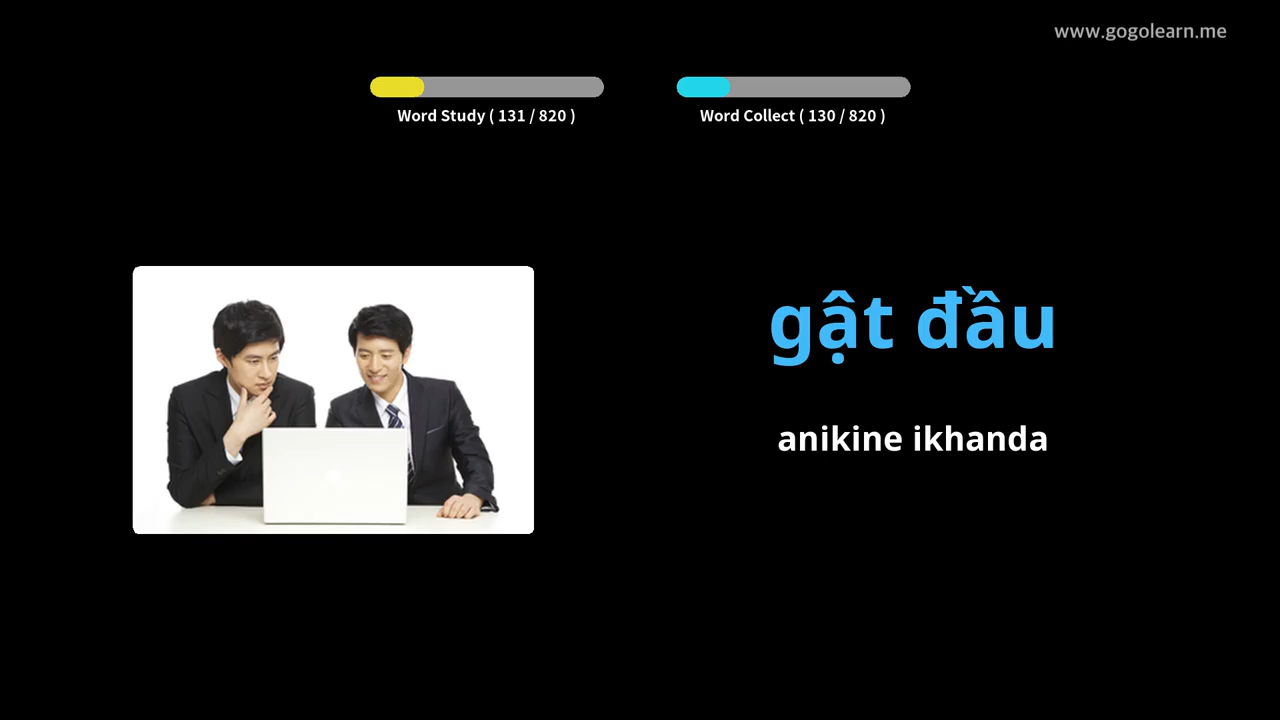 www.gogolearn.me
Word Study ( 131 / 820 )
Word Collect ( 130 / 820 )
gật đầu
anikine ikhanda